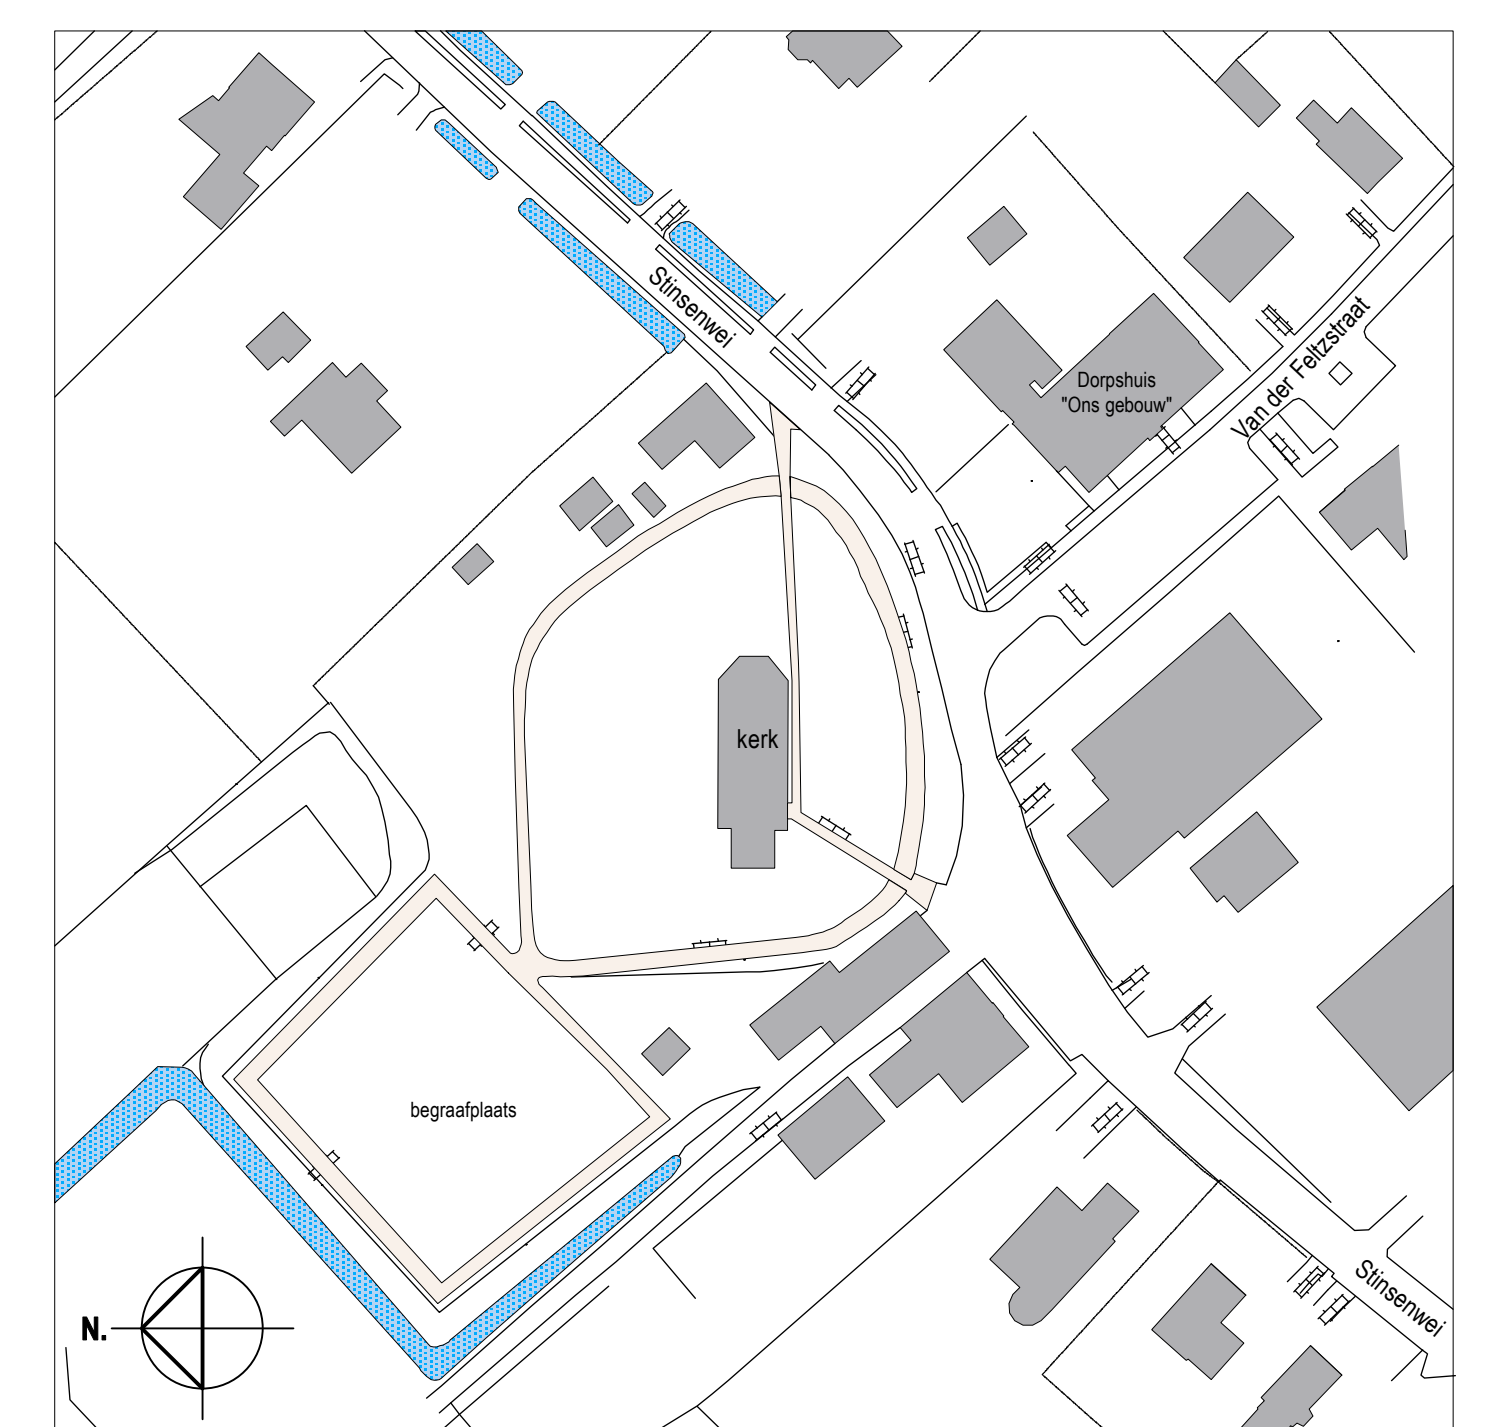 Stinsenwei
Dorpshuis
"Ons gebouw"
Van der Feltzstraat
kerk
begraafplaats
N.
Stinsenwei